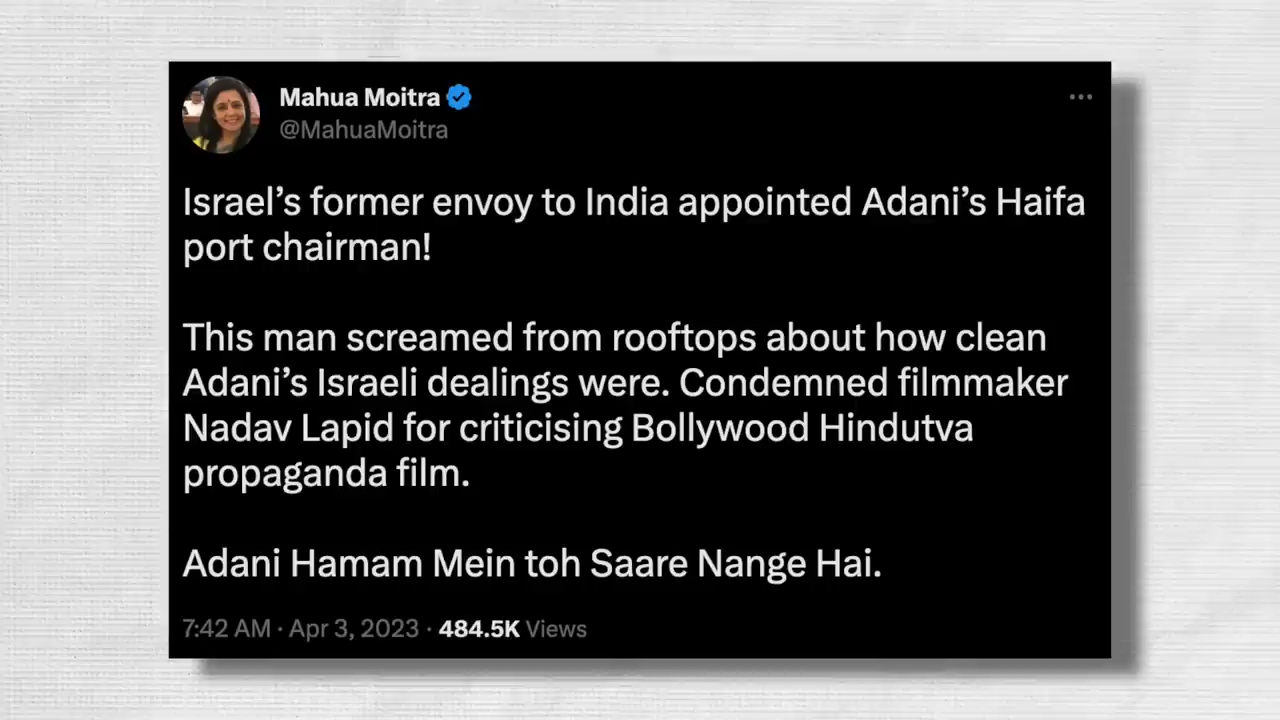 Mahua Moitra
@MahuaMoitra
Israel’s former envoy to India appointed Adani’s Haifa
port chairman!
This man screamed from rooftops about how clean
Adani’s Israeli dealings were. Condemned filmmaker
Nadav Lapid for criticising Bollywood Hindutva
propaganda film.
Adani Hamam Mein toh Saare Nange Hai.
7:42 AM · Apr 3, 2023 · 484.5K Views